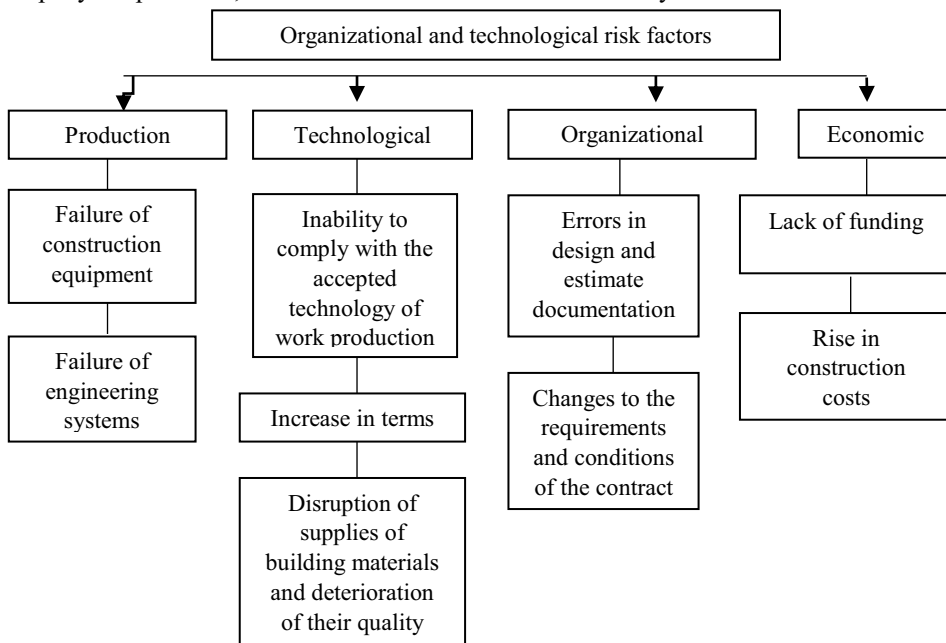 Organizational and technological risk factors
Production
Technological
Organizational
Economic
Failure of
construction
equipment
Failure of
engineering
systems
Inability to
comply with the
accepted
technology of
work production
Increase in terms
Disruption of
supplies of
building materials
and deterioration
of their quality
Errors in
design and
estimate
documentation
Changes to the
requirements
and conditions
of the contract
Lack of funding
Rise in
construction
costs